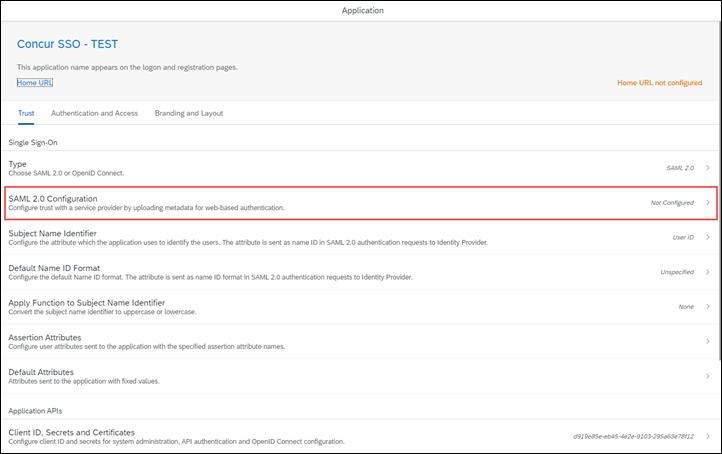 Application
Concur SSO - TEST
This application name appears on the logon and registration pages.
Home URL
Home URL not configured
Trust
Authentication and Access
Branding and Layout
Single Sign-On
Type
Choose SAML 2.0 or OpenID Connect.
SAML 2.0
SAML 2.0 Configuration
Configure trust with a service provider by uploading metadata for web-based authentication.
Not Configured
Subject Name Identifier
Configure the attribute which the application uses to identify the users. The attribute is sent as name ID in SAML 2.0 authentication requests to Identity Provider.
User ID
Default Name ID Format
Configure the default Name ID format. The attribute is sent as name ID format in SAML 2.0 authentication requests to Identity Provider.
Unspecified
Apply Function to Subject Name Identifier
Convert the subject name identifier to uppercase or lowercase.
None
Assertion Attributes
Configure user attributes sent to the application with the specified assertion attribute names.
Default Attributes
Attributes sent to the application with fixed values.
Application APIs
Client ID, Secrets and Certificates
Configure client ID and secrets for system administration, API authentication and OpenID Connect configuration.
d919e85e-eb45-4e2e-9103-295a63e78f12